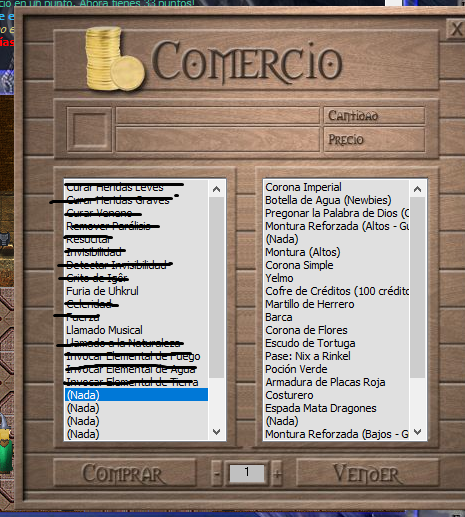 cio en un punto. Ahora tienes 33 puntos!
X
Comercio
Cantidad
Precio
Curar Heridas Leves
Curar Heridas Graves
Curar Veneno
Remover Parálisis
Resucitar
Invisibilidad
Detectar Invisibilidad
Grito de Igôr
Furia de Uhkrul
Celeridad
Fuerza
Llamado Musical
Llamado a la Naturaleza
Invocar Elemental de Fuego
Invocar Elemental de Agua
Invocar Elemental de Tierra
(Nada)
(Nada)
(Nada)
(Nada)
Corona Imperial
Botella de Agua (Newbies)
Pregonar la Palabra de Dios (C
Montura Reforzada (Altos - Gu
(Nada)
Montura (Altos)
Corona Simple
Yelmo
Cofre de Créditos (100 crédito
Martillo de Herrero
Barca
Corona de Flores
Escudo de Tortuga
Pase: Nix a Rinkel
Poción Verde
Armadura de Placas Roja
Costurero
Espada Mata Dragones
(Nada)
Montura Reforzada (Bajos - G
Comprar
- 1 +
Vender